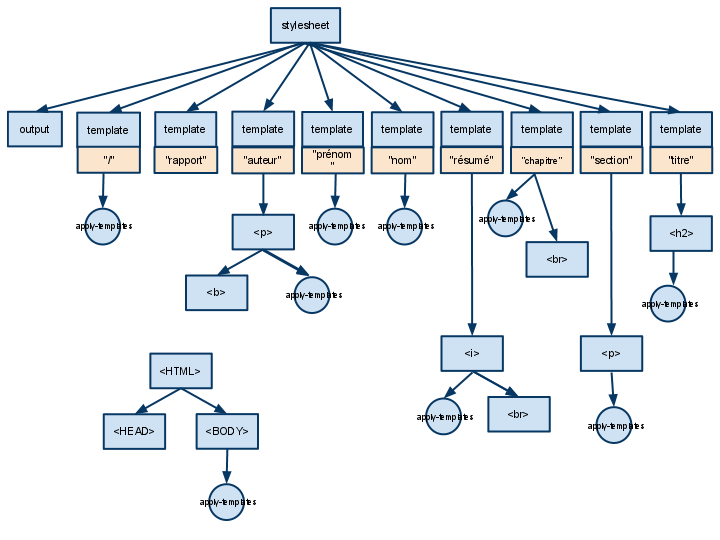 stylesheet
output
template
template
template
template
template
template
template
template
template
"/"
"rapport"
"auteur"
"prénom
"
"nom"
"résumé"
"chapitre"
"section"
"titre"
apply-templates
apply-templates
apply-templates
apply-templates
<p>
<h2>
<br>
<b>
apply-templates
apply-templates
<i>
<p>
<HTML>
apply-templates
<br>
apply-templates
<HEAD>
<BODY>
apply-templates